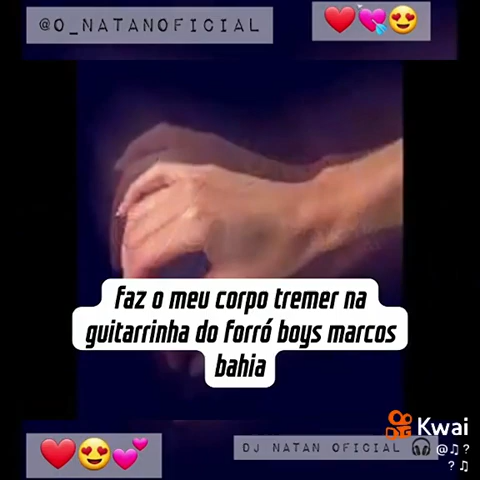 @O_NATANOFICIAL
faz o meu corpo tremer na
guitarrinha do forró boys marcos
bahia
Kwai
DJ NATAN OFICIAL
@♫?
?♫